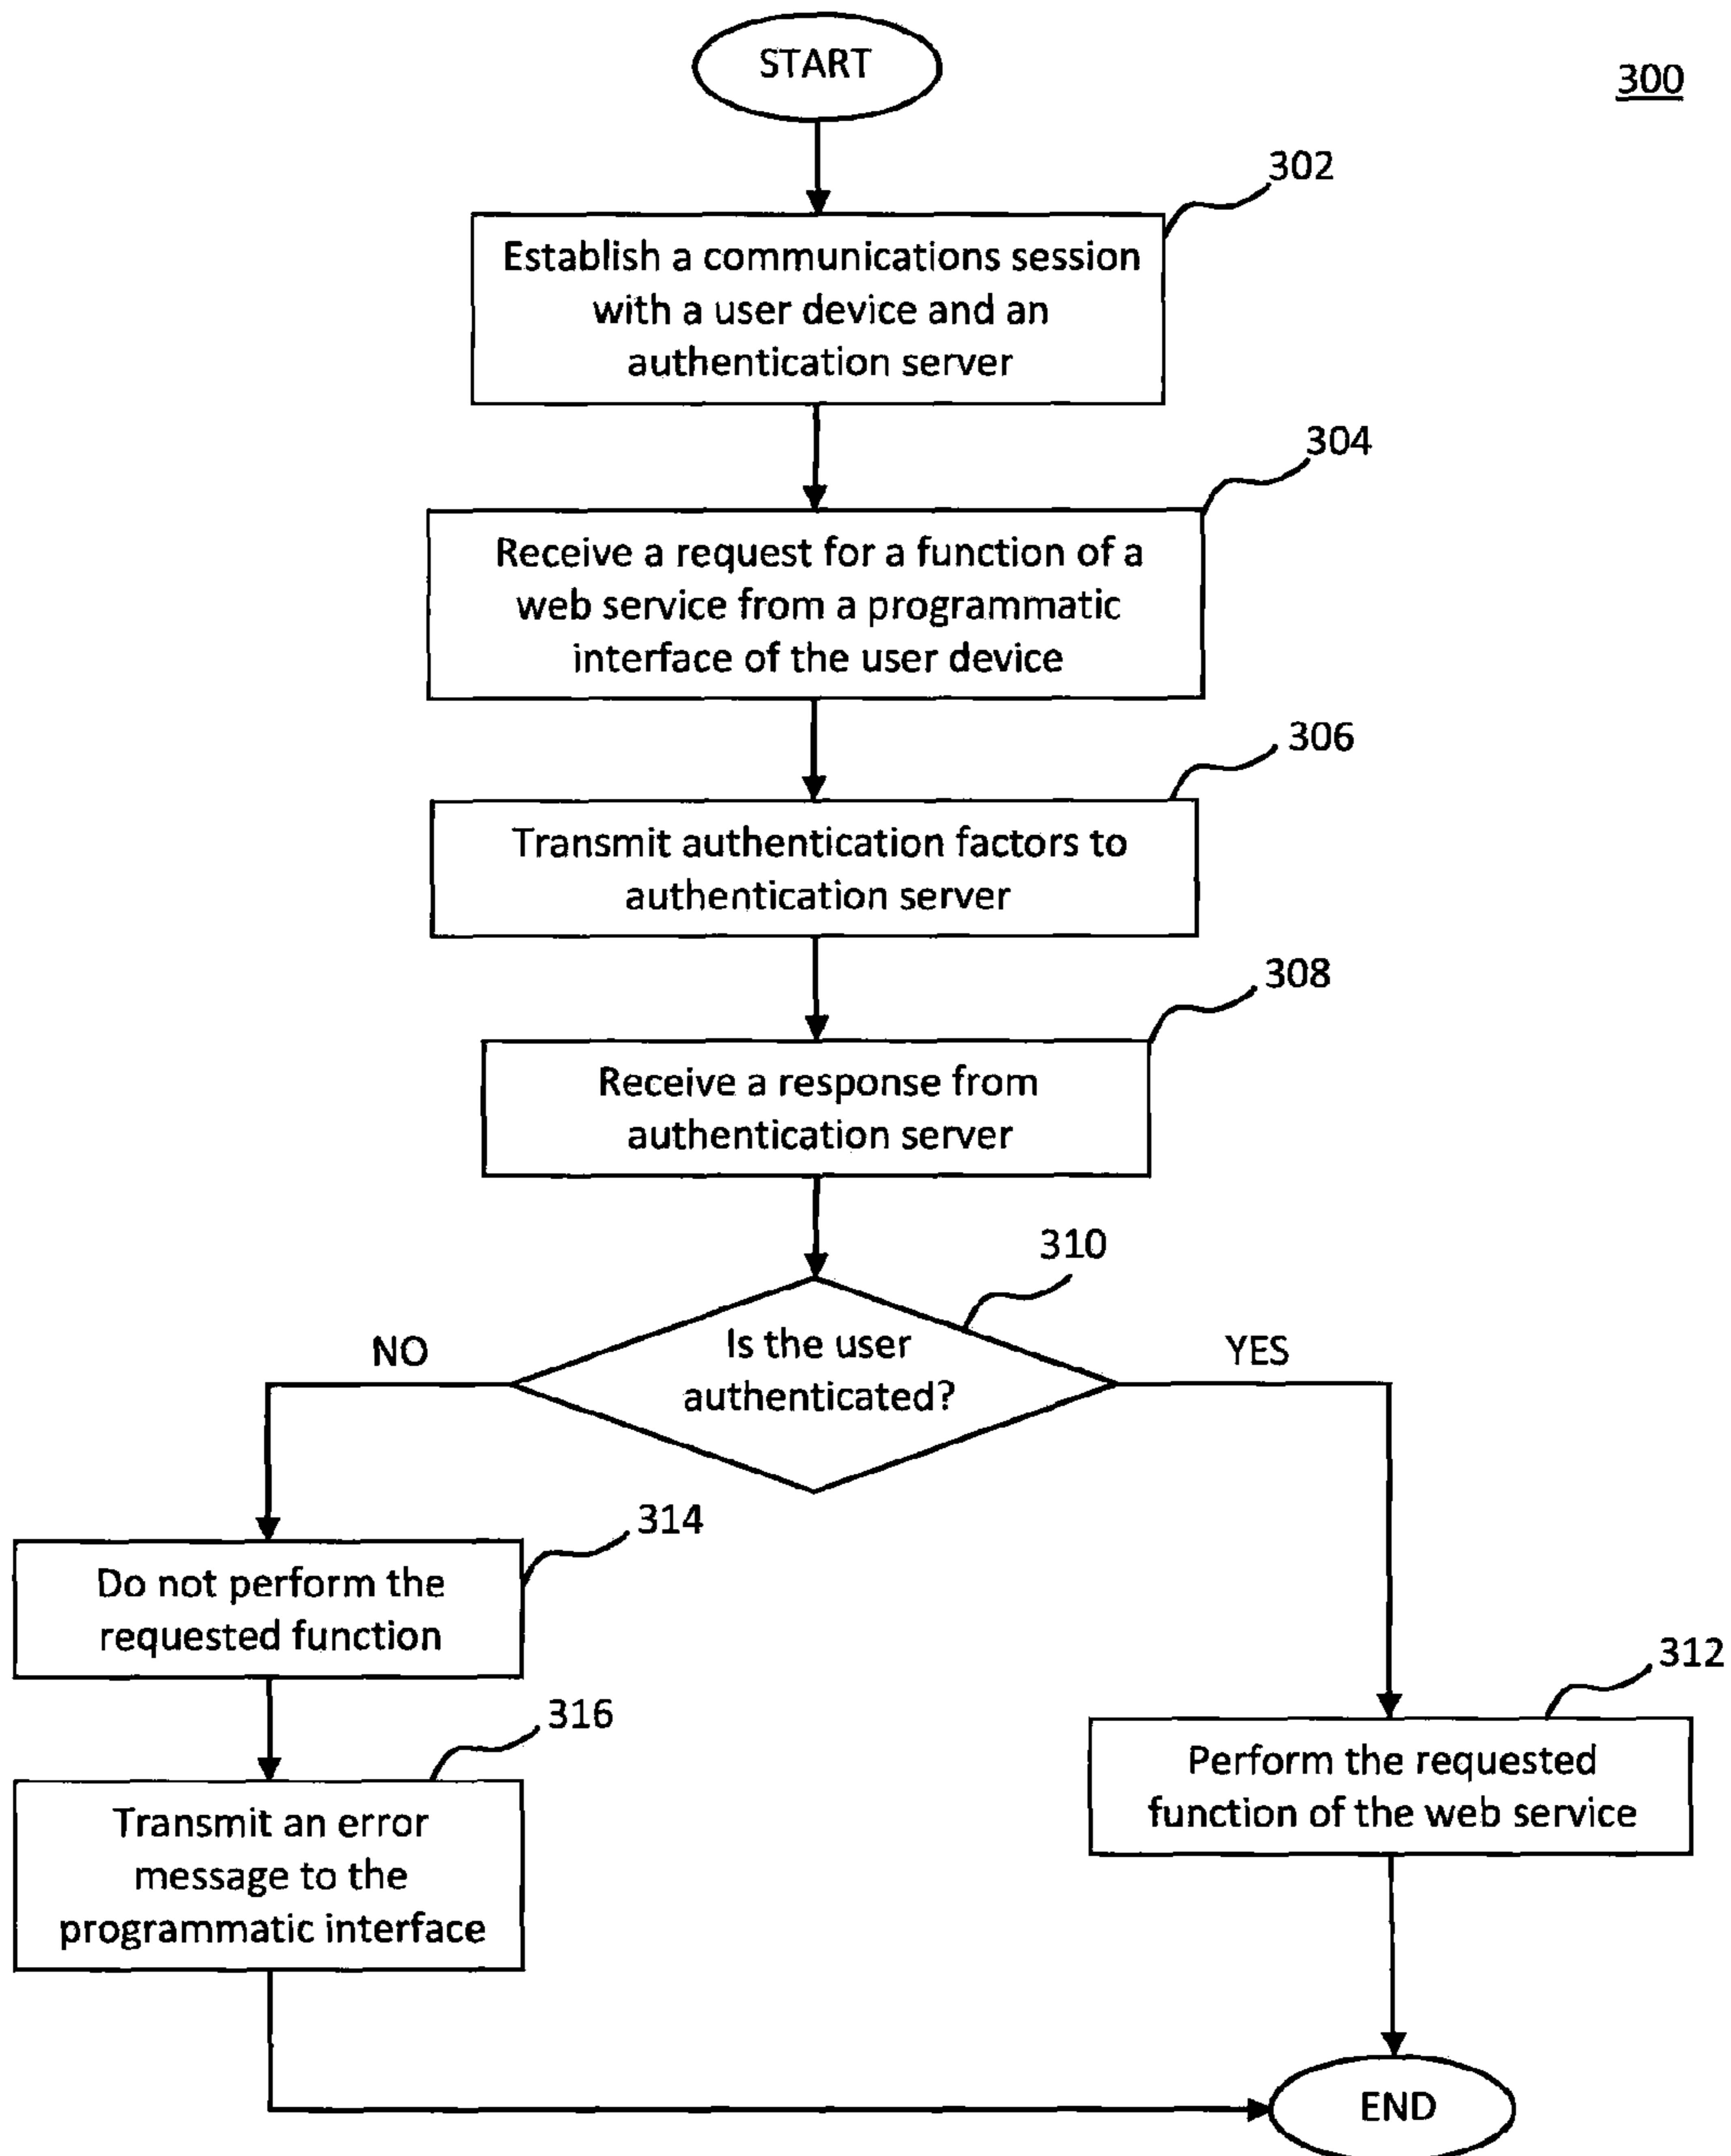 START
300
302
Establish a communications session
with a user device and an
authentication server
304
Receive a request for a function of a
web service from a programmatic
interface of the user device
306
Transmit authentication factors to
authentication server
308
Receive a response from
authentication server
310
NO
Is the user
authenticated?
YES
314
Do not perform the
requested function
312
Perform the requested
function of the web service
316
Transmit an error
message to the
programmatic interface
END